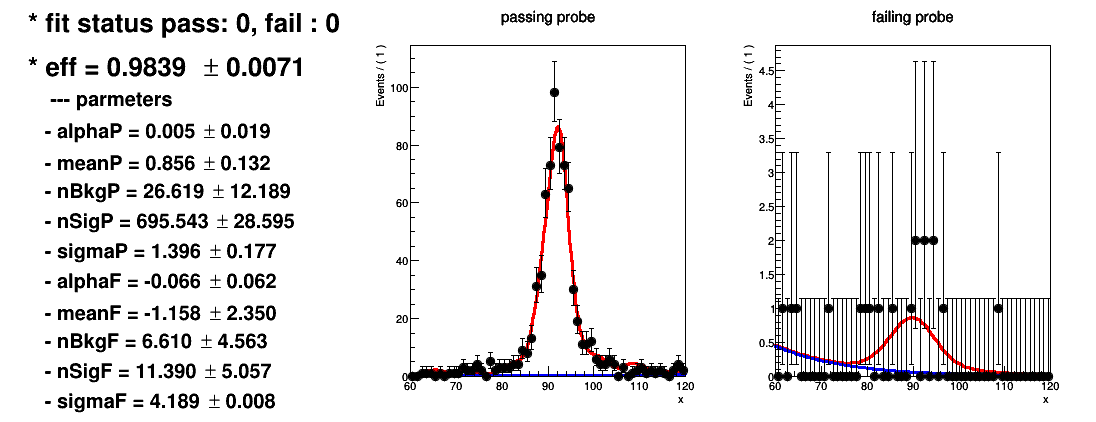 * fit status pass: 0, fail : 0
* eff = 0.9839 ± 0.0071
--- parmeters
- alphaP = 0.005 ± 0.019
- meanP = 0.856 ± 0.132
- nBkgP = 26.619 ± 12.189
- nSigP = 695.543 ± 28.595
- sigmaP = 1.396 ± 0.177
- alphaF = -0.066 ± 0.062
- meanF = -1.158 ± 2.350
- nBkgF = 6.610 ± 4.563
- nSigF = 11.390 ± 5.057
- sigmaF = 4.189 ± 0.008
passing probe
Events / ( 1 )
100
80
60
40
20
0
60 70 80 90 100 110 120
x
failing probe
Events / ( 1 )
4.5
4
3.5
3
2.5
2
1.5
1
0.5
0
60 70 80 90 100 110 120
x